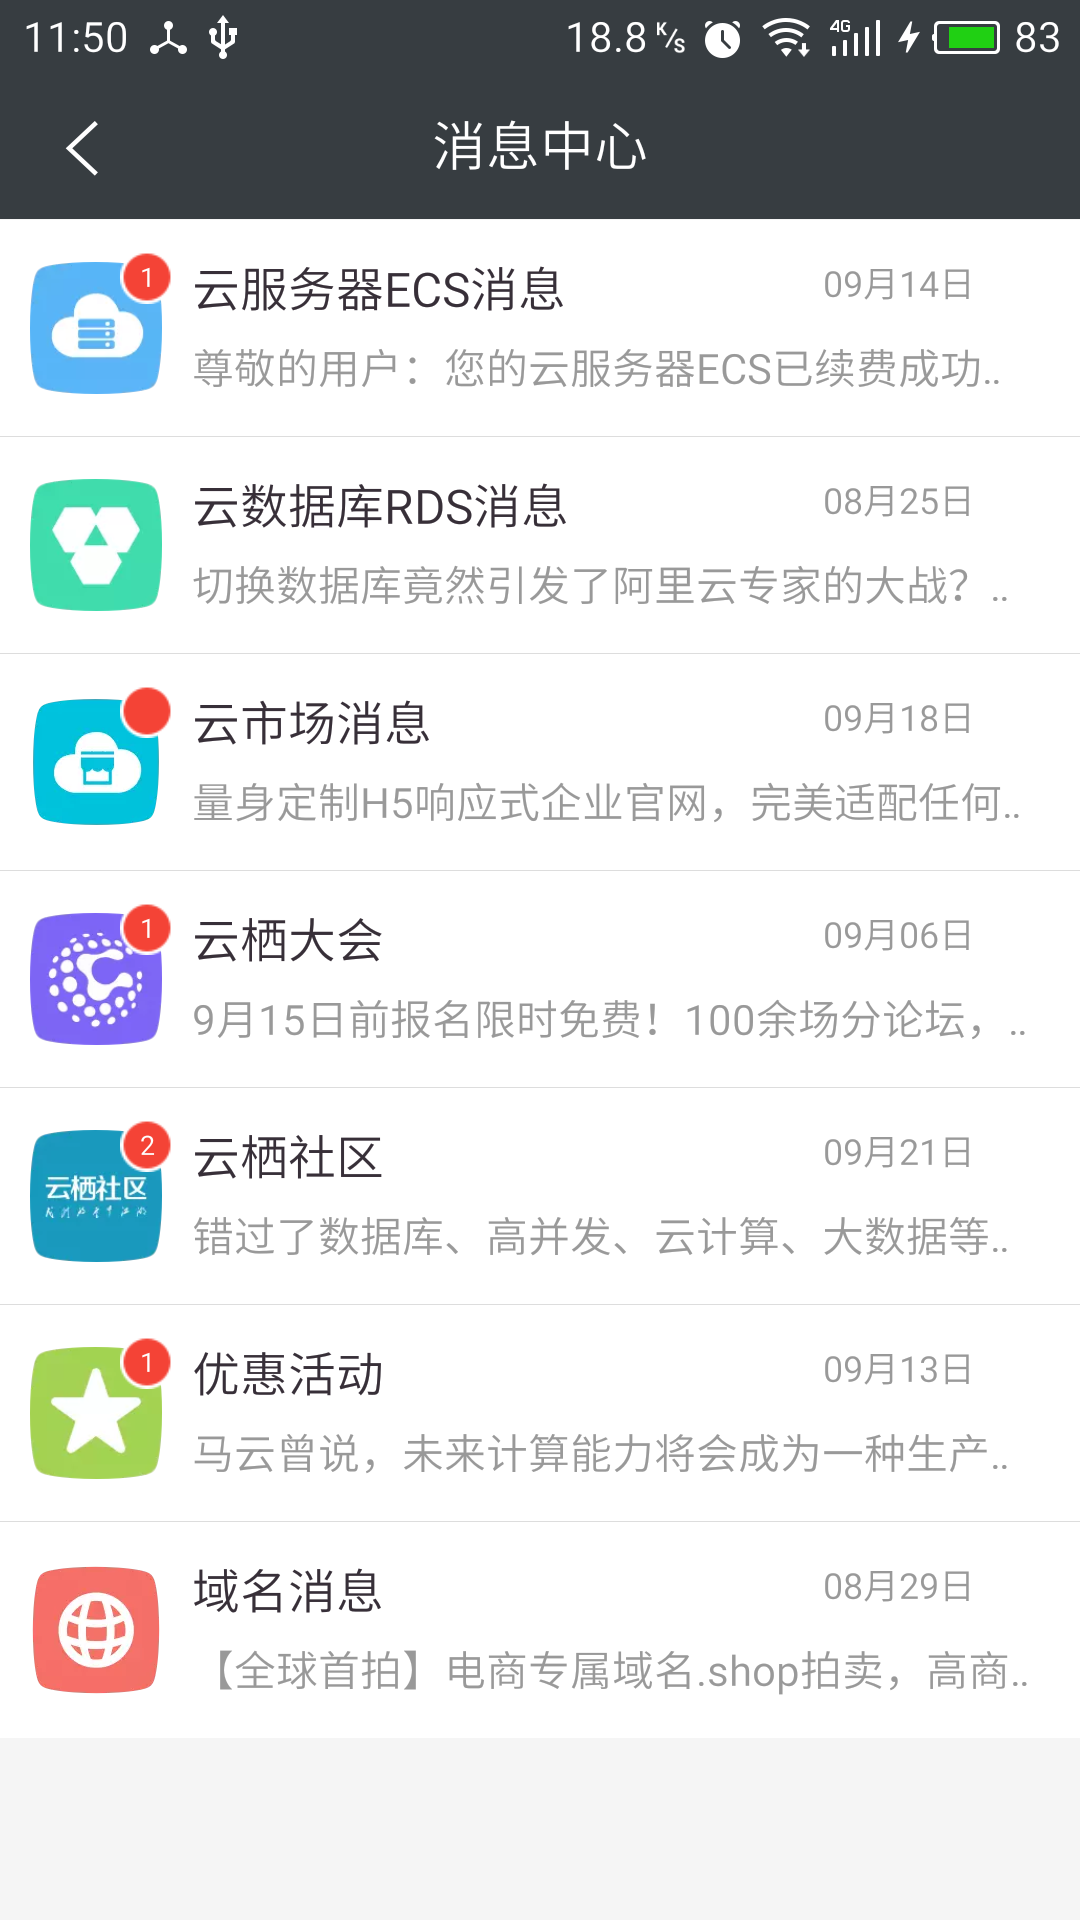 11:50 18.8 K/s 4G 83
消息中心
1
云服务器ECS消息 09月14日
尊敬的用户：您的云服务器ECS已续费成功..
云数据库RDS消息 08月25日
切换数据库竟然引发了阿里云专家的大战？..
云市场消息 09月18日
量身定制H5响应式企业官网，完美适配任何..
1
云栖大会 09月06日
9月15日前报名限时免费！100余场分论坛，..
2
云栖社区 09月21日
云栖社区
错过了数据库、高并发、云计算、大数据等..
1
优惠活动 09月13日
马云曾说，未来计算能力将会成为一种生产..
域名消息 08月29日
【全球首拍】电商专属域名.shop拍卖，高商..